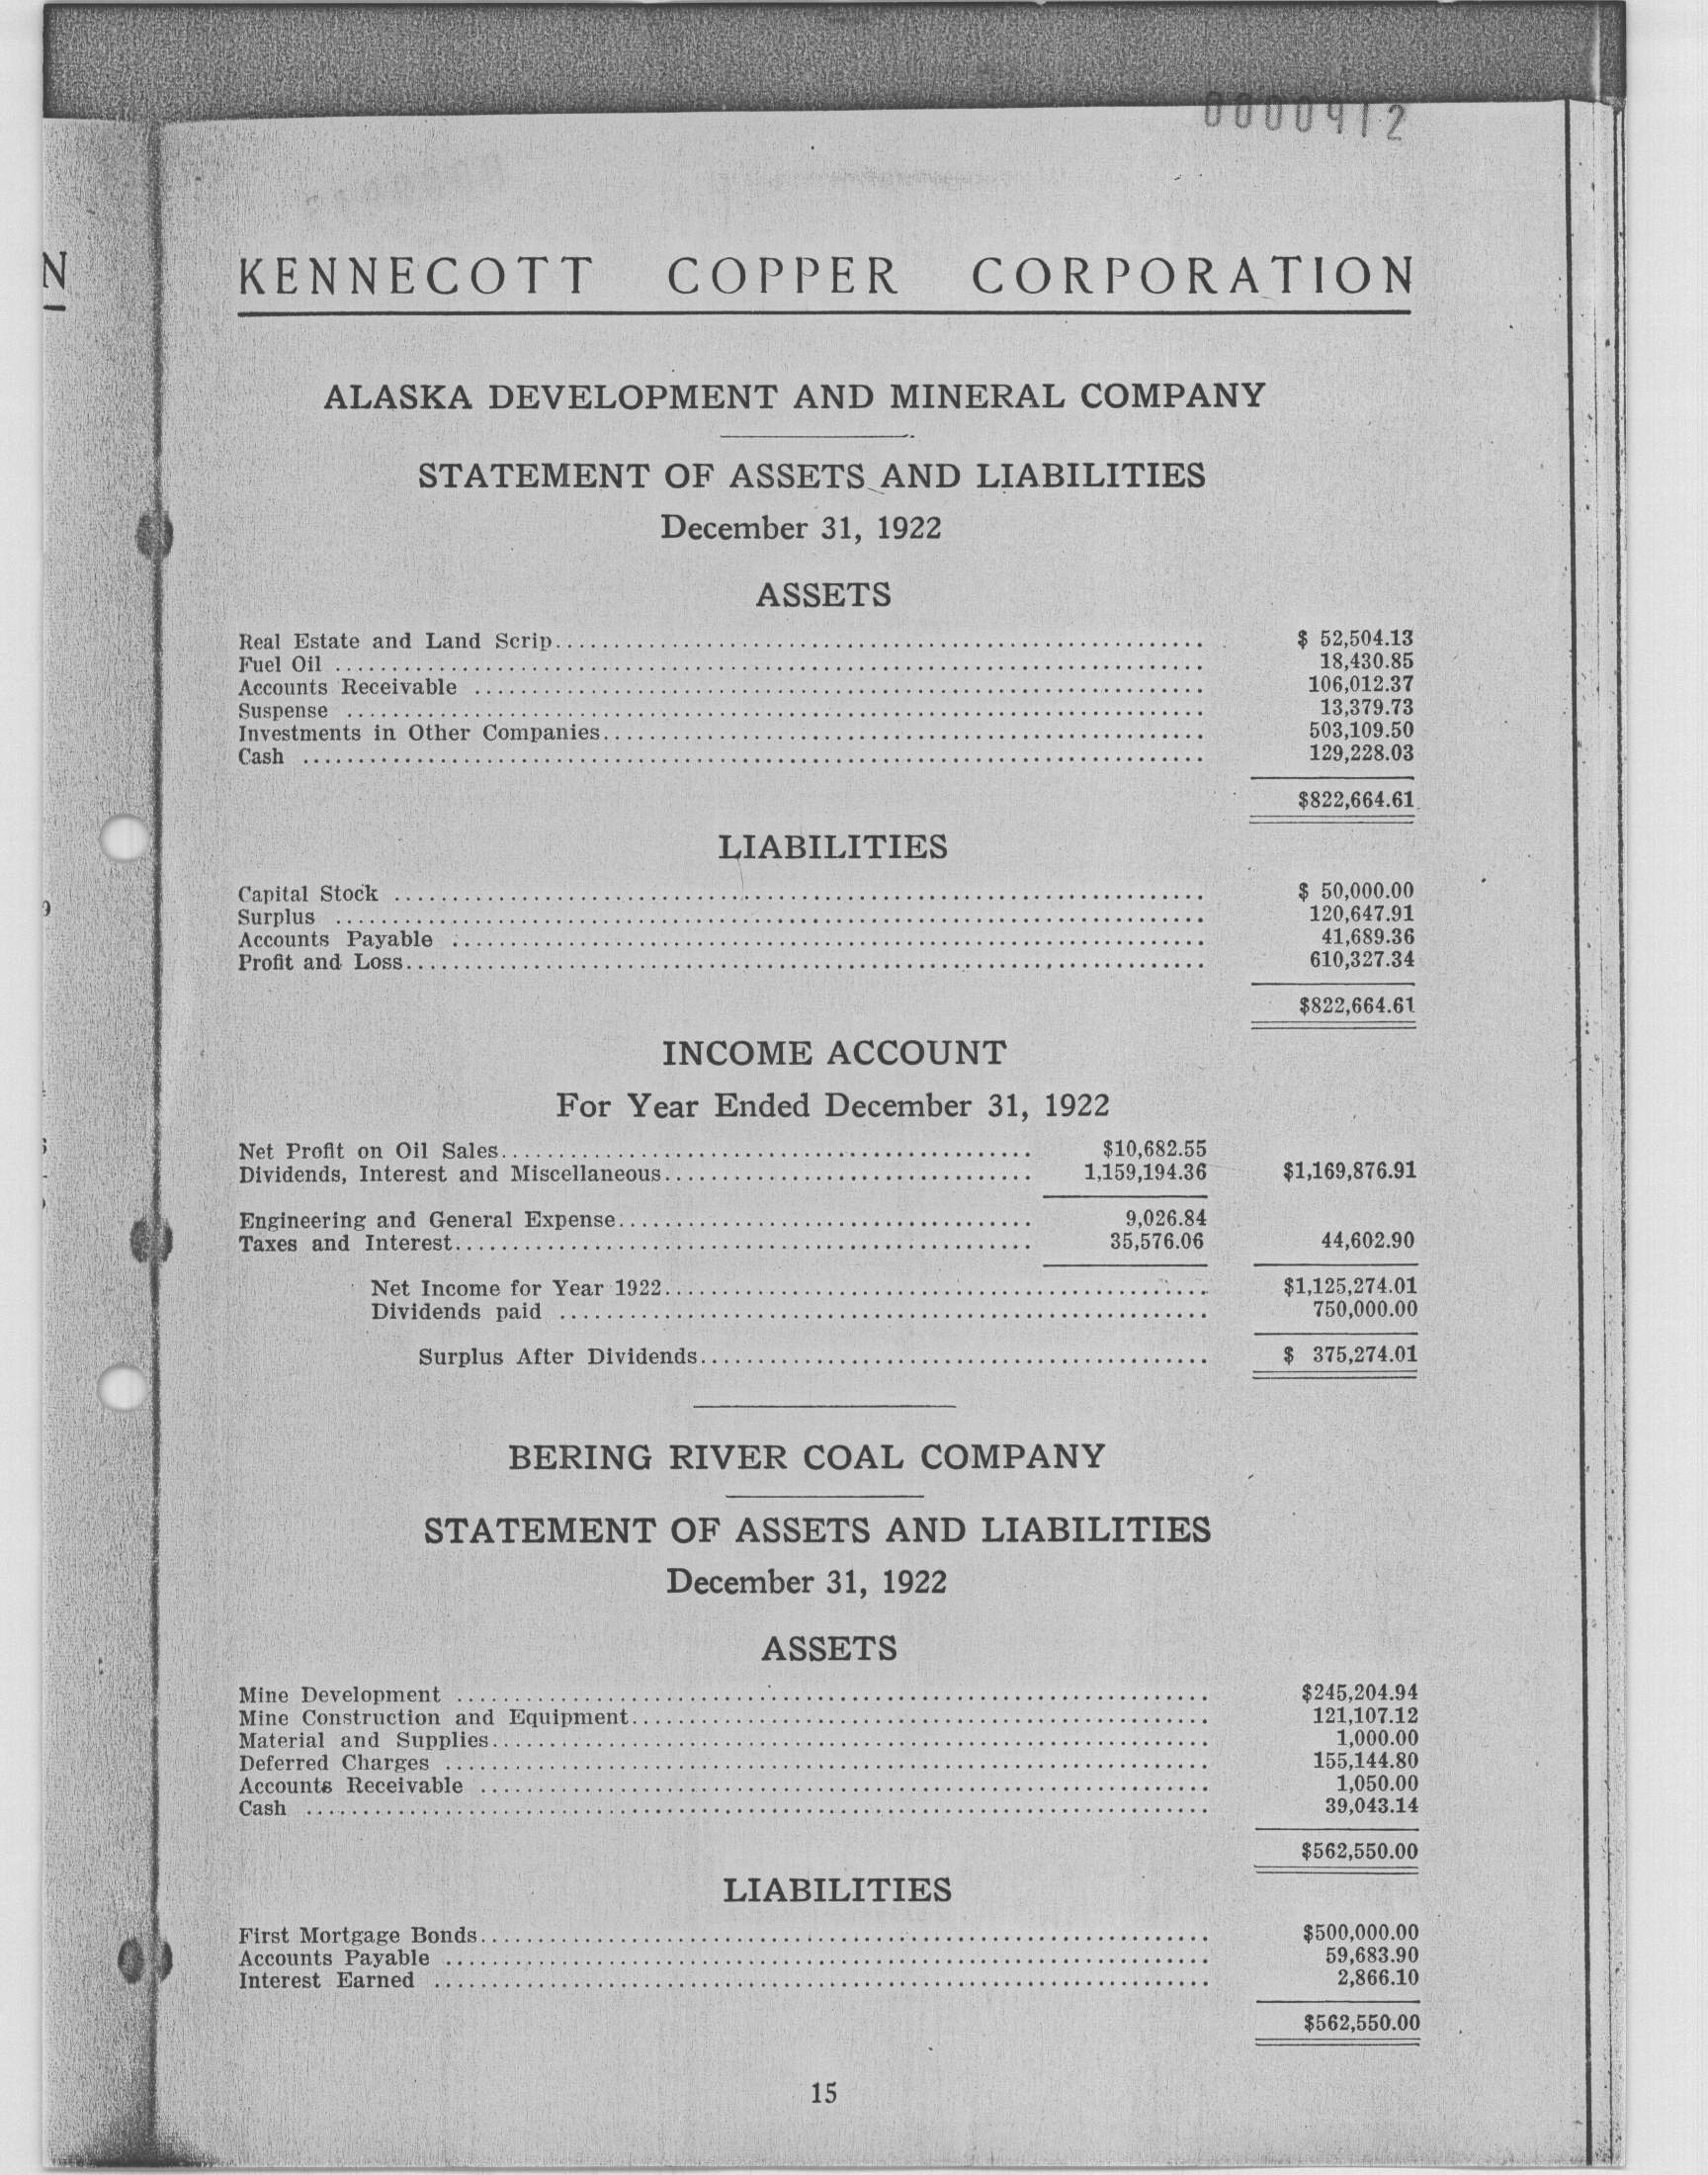 0000912
N
KENNECOTT COPPER CORPORATION
ALASKA DEVELOPMENT AND MINERAL COMPANY
STATEMENT OF ASSETS AND LIABILITIES
December 31, 1922
ASSETS
Real Estate and Land Scrip.......... $ 52,504.13
Fuel Oil .......... 18,430.85
Accounts Receivable .......... 106,012.37
Suspense .......... 13,379.73
Investments in Other Companies.......... 503,109.50
Cash .......... 129,228.03
$822,664.61
LIABILITIES
Capital Stock .......... $ 50,000.00
Surplus .......... 120,647.91
Accounts Payable .......... 41,689.36
Profit and Loss.......... 610,327.34
$822,664.61
INCOME ACCOUNT
For Year Ended December 31, 1922
Net Profit on Oil Sales.......... $10,682.55
Dividends, Interest and Miscellaneous.......... 1,159,194.36 $1,169,876.91
Engineering and General Expense.......... 9,026.84
Taxes and Interest.......... 35,576.06 44,602.90
Net Income for Year 1922.......... $1,125,274.01
Dividends paid .......... 750,000.00
Surplus After Dividends.......... $ 375,274.01
BERING RIVER COAL COMPANY
STATEMENT OF ASSETS AND LIABILITIES
December 31, 1922
ASSETS
Mine Development .......... $245,204.94
Mine Construction and Equipment.......... 121,107.12
Material and Supplies.......... 1,000.00
Deferred Charges .......... 155,144.80
Accounts Receivable .......... 1,050.00
Cash .......... 39,043.14
$562,550.00
LIABILITIES
First Mortgage Bonds.......... $500,000.00
Accounts Payable .......... 59,683.90
Interest Earned .......... 2,866.10
$562,550.00
15